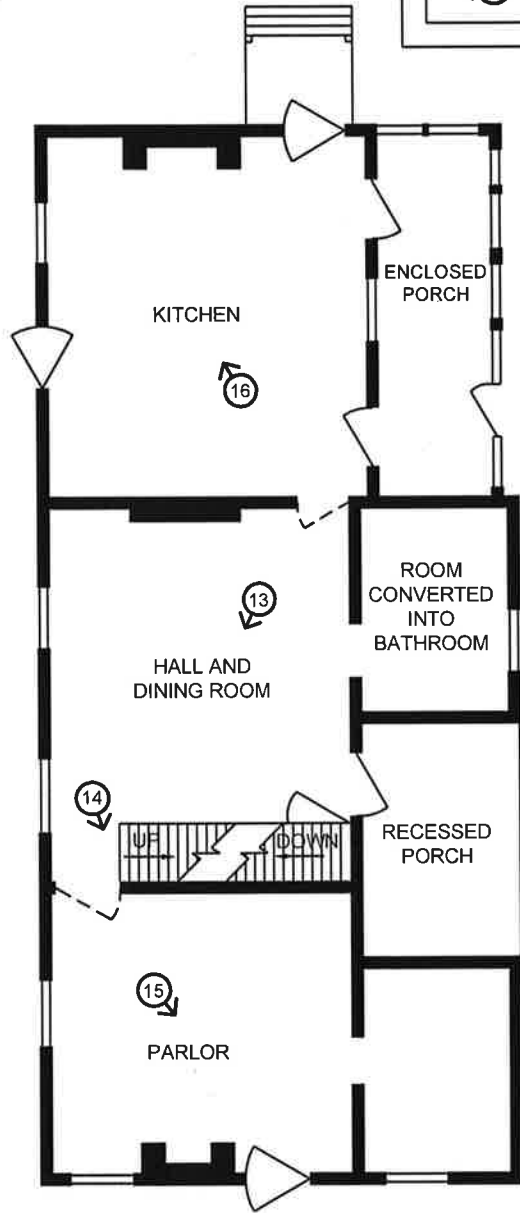 ENCLOSED
PORCH
KITCHEN
16
13
ROOM
CONVERTED
INTO
BATHROOM
HALL AND
DINING ROOM
14
UP
DOWN
RECESSED
PORCH
15
PARLOR